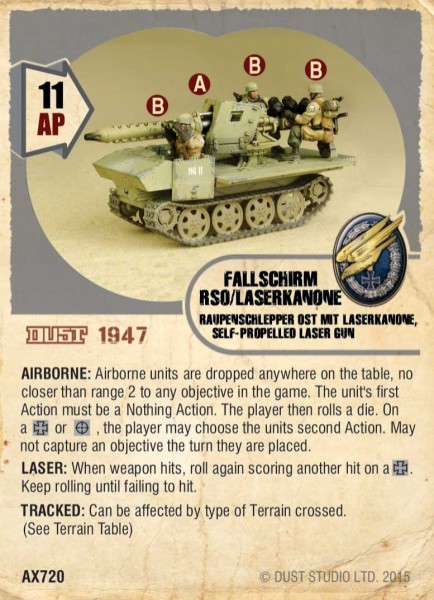 11
AP
B
A
B
B
FALLSCHIRM
RSO/LASERKANONE
RAUPENSCHLEPPER OST MIT LASERKANONE,
SELF-PROPELLED LASER GUN
DUST 1947
AIRBORNE: Airborne units are dropped anywhere on the table, no
closer than range 2 to any objective in the game. The unit's first
Action must be a Nothing Action. The player then rolls a die. On
a or , the player may choose the units second Action. May
not capture an objective the turn they are placed.
LASER: When weapon hits, roll again scoring another hit on a .
Keep rolling until failing to hit.
TRACKED: Can be affected by type of Terrain crossed.
(See Terrain Table)
AX720
© DUST STUDIO LTD. 2015